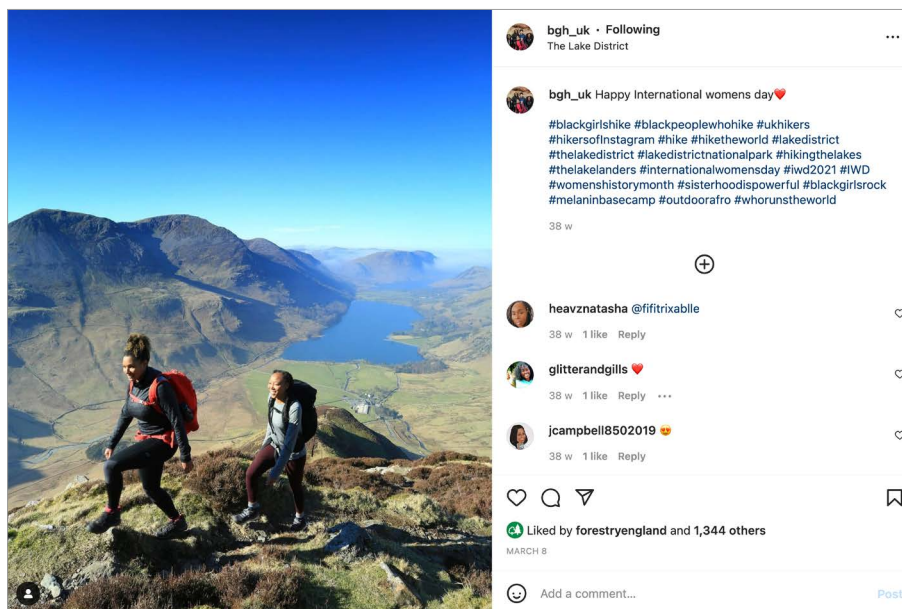 bgh_uk • Following
The Lake District
bgh_uk Happy International womens day❤️
#blackgirlshike #blackpeoplewhohike #ukhikers
#hikersofInstagram #hike #hiketheworld #lakedistrict
#thelakedistrict #lakedistrictnationalpark #hikingthelakes
#thelakelanders #internationalwomensday #iwd2021 #IWD
#womenshistorymonth #sisterhoodispowerful #blackgirlsrock
#melaninbasecamp #outdoorafro #whorunstheworld
38 w
heavznatasha @fifitrixablle
38 w 1 like Reply
glitterandgills ❤️
38 w 1 like Reply
jcampbell8502019 😍
38 w 1 like Reply
Liked by forestryengland and 1,344 others
MARCH 8
Add a comment... Post